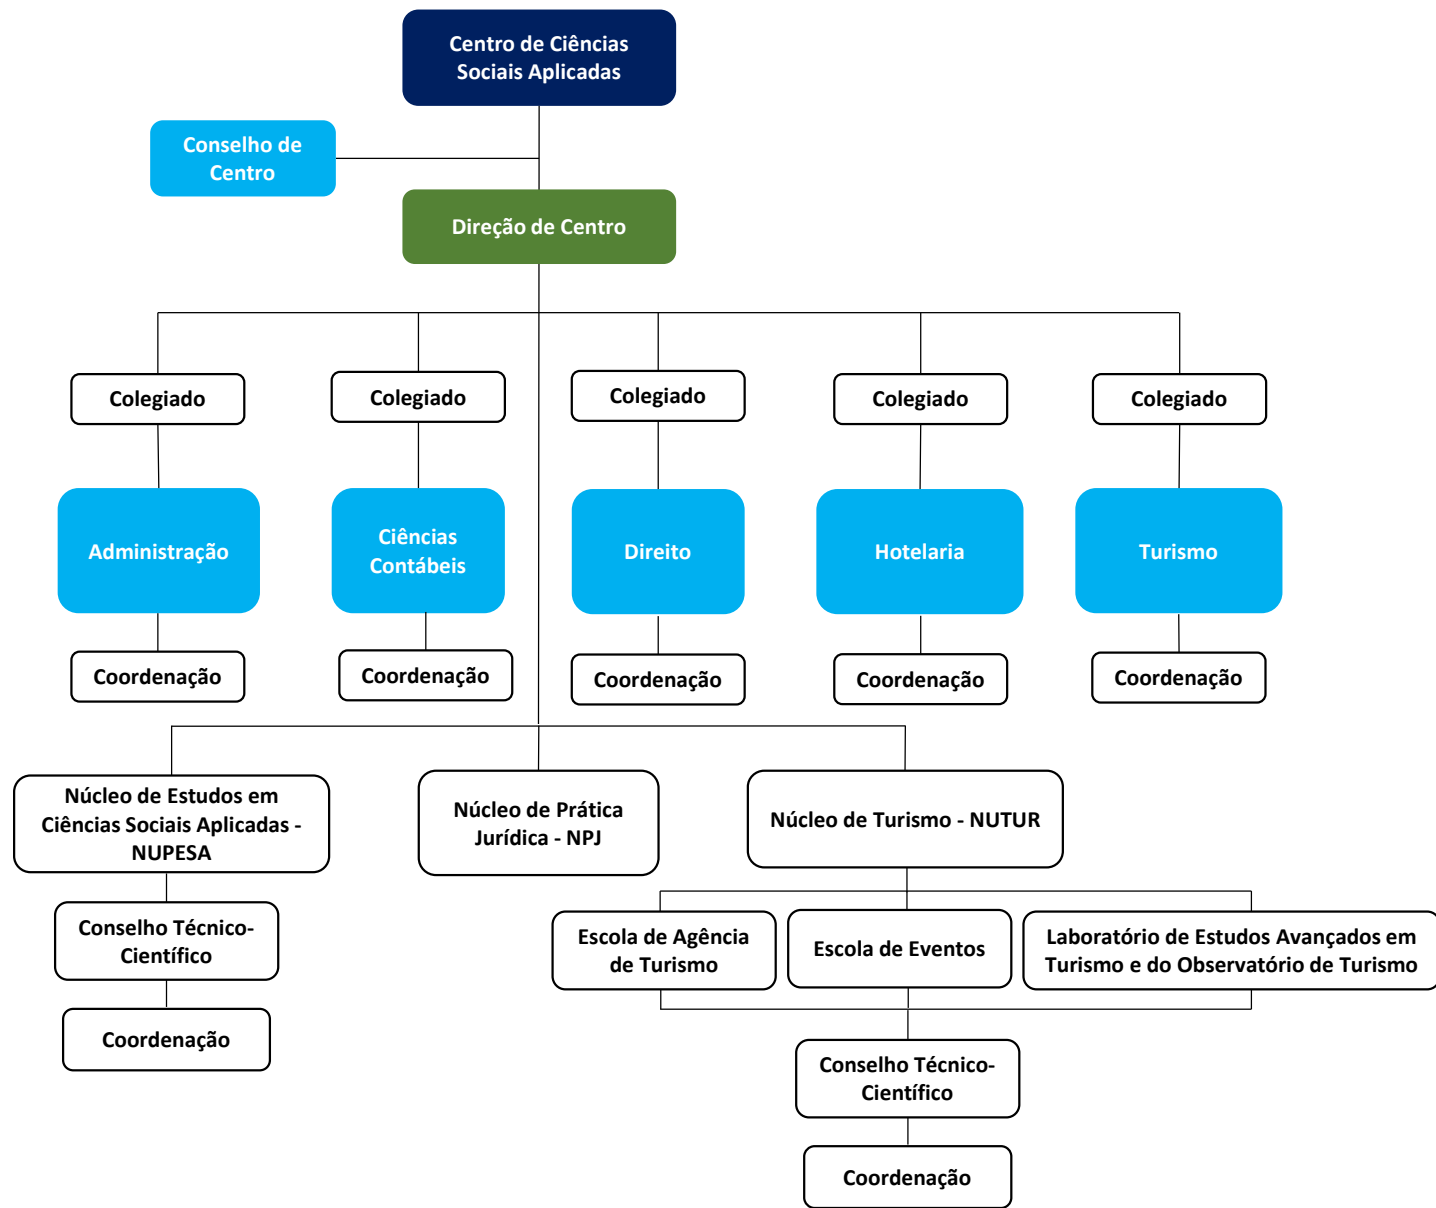 Centro de Ciências
Sociais Aplicadas
Conselho de
Centro
Direção de Centro
Colegiado
Colegiado
Colegiado
Colegiado
Colegiado
Administração
Ciências
Contábeis
Direito
Hotelaria
Turismo
Coordenação
Coordenação
Coordenação
Coordenação
Coordenação
Núcleo de Estudos em
Ciências Sociais Aplicadas -
NUPESA
Núcleo de Prática
Jurídica - NPJ
Núcleo de Turismo - NUTUR
Conselho Técnico-
Científico
Coordenação
Escola de Agência
de Turismo
Escola de Eventos
Laboratório de Estudos Avançados em
Turismo e do Observatório de Turismo
Conselho Técnico-
Científico
Coordenação